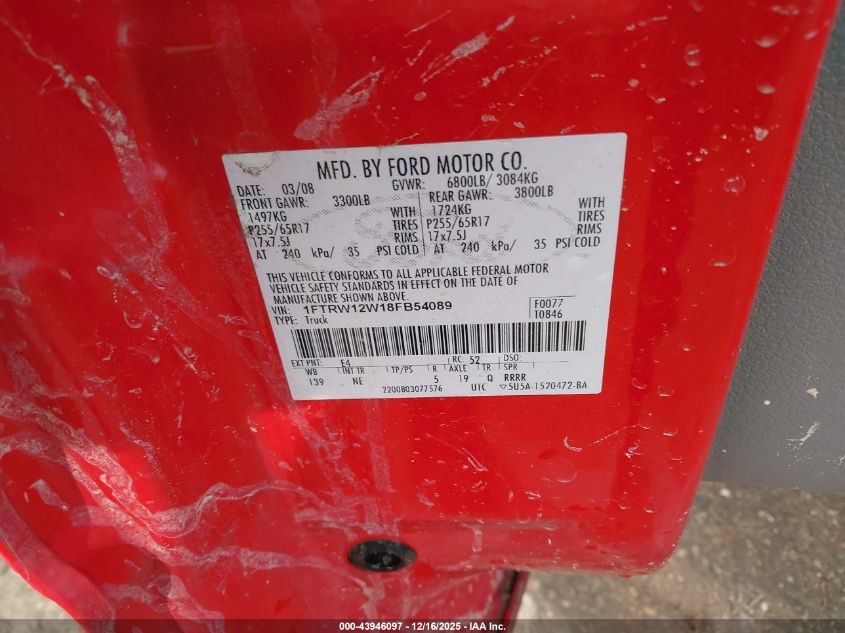 MFD. BY FORD MOTOR CO.
DATE: 03/08 GVWR: 6800LB/ 3084KG
FRONT GAWR: 3300LB REAR GAWR: 3800LB
1497KG WITH 1724KG WITH
P255/65R17 TIRES P255/65R17 TIRES
17x7.5J RIMS 17x7.5J RIMS
AT 240 kPa/ 35 PSI COLD AT 240 kPa/ 35 PSI COLD
THIS VEHICLE CONFORMS TO ALL APPLICABLE FEDERAL MOTOR
VEHICLE SAFETY STANDARDS IN EFFECT ON THE DATE OF
MANUFACTURE SHOWN ABOVE.
VIN: 1FTRW12W18FB54089 F0077
TYPE: Truck T0846
EXT PNT: F4 RC: 52 DSO:
WB INT TR TP/PS R AXLE TR SPR
139 NE 5 19 Q RRRR
2200803077576 UTC ▽5U5A-1520472-BA
000-43946097 - 12/16/2025 - IAA Inc.